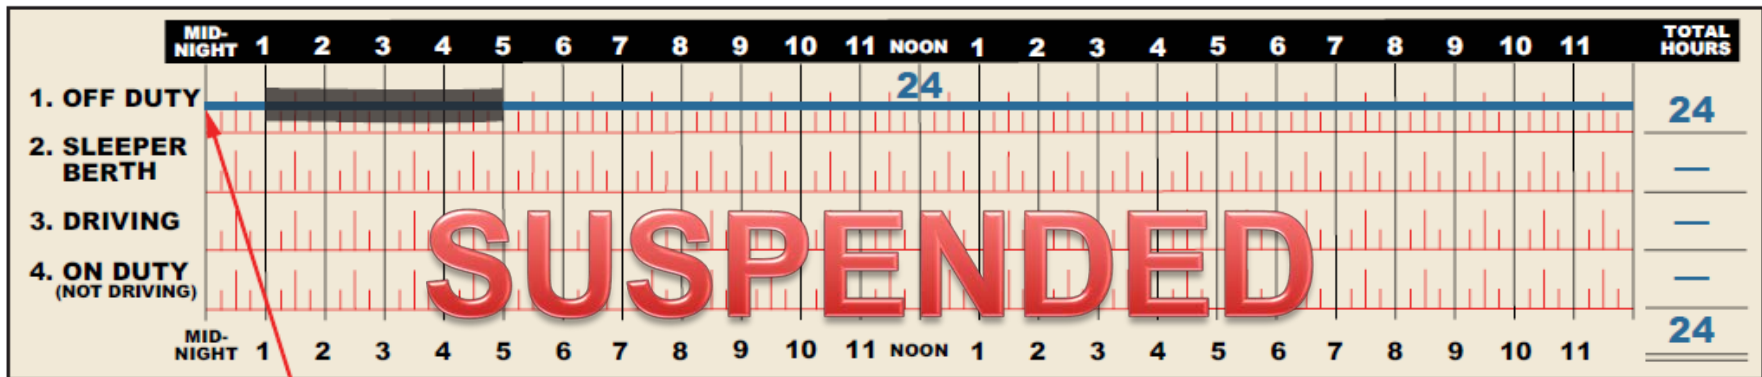 MID-NIGHT 1 2 3 4 5 6 7 8 9 10 11 NOON 1 2 3 4 5 6 7 8 9 10 11 TOTAL HOURS
24
1. OFF DUTY 24
2. SLEEPER BERTH —
3. DRIVING —
SUSPENDED
4. ON DUTY (NOT DRIVING) —
MID-NIGHT 1 2 3 4 5 6 7 8 9 10 11 NOON 1 2 3 4 5 6 7 8 9 10 11 24